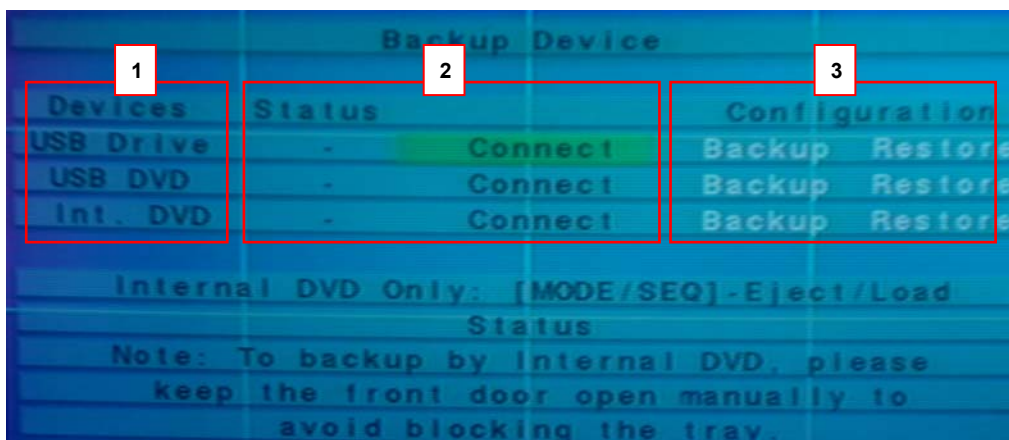 Backup Device
1 2 3
Devices Status Configuration
USB Drive - Connect Backup Restore
USB DVD - Connect Backup Restore
Int. DVD - Connect Backup Restore
Internal DVD Only: [MODE/SEQ]-Eject/Load
Status
Note: To backup by Internal DVD, please
keep the front door open manually to
avoid blocking the tray.